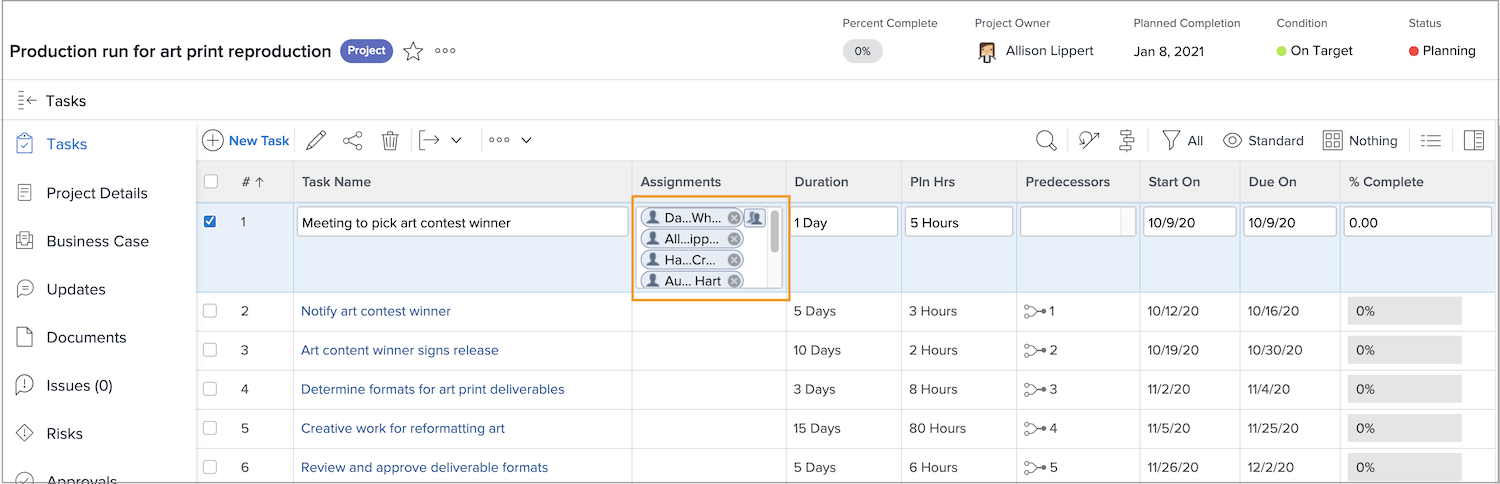 Percent Complete Project Owner Planned Completion Condition Status
Production run for art print reproduction Project 0% Allison Lippert Jan 8, 2021 On Target Planning
Tasks
Tasks
Project Details
Business Case
Updates
Documents
Issues (0)
Risks
Approvals
New Task All Standard Nothing
# ↑ Task Name Assignments Duration Pln Hrs Predecessors Start On Due On % Complete
1 Meeting to pick art contest winner Da...Wh... 1 Day 5 Hours 10/9/20 10/9/20 0.00
All...ipp...
Ha...Cr...
Au... Hart
2 Notify art contest winner 5 Days 3 Hours 1 10/12/20 10/16/20 0%
3 Art content winner signs release 10 Days 2 Hours 2 10/19/20 10/30/20 0%
4 Determine formats for art print deliverables 3 Days 8 Hours 3 11/2/20 11/4/20 0%
5 Creative work for reformatting art 15 Days 80 Hours 4 11/5/20 11/25/20 0%
6 Review and approve deliverable formats 5 Days 6 Hours 5 11/26/20 12/2/20 0%